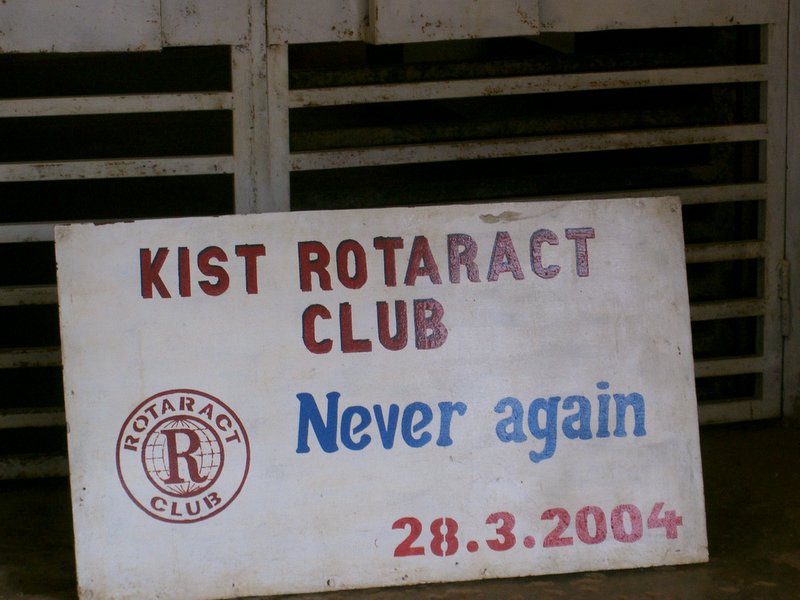 KIST ROTARACT
CLUB
Never again
ROTARACT
R
CLUB
28.3.2004